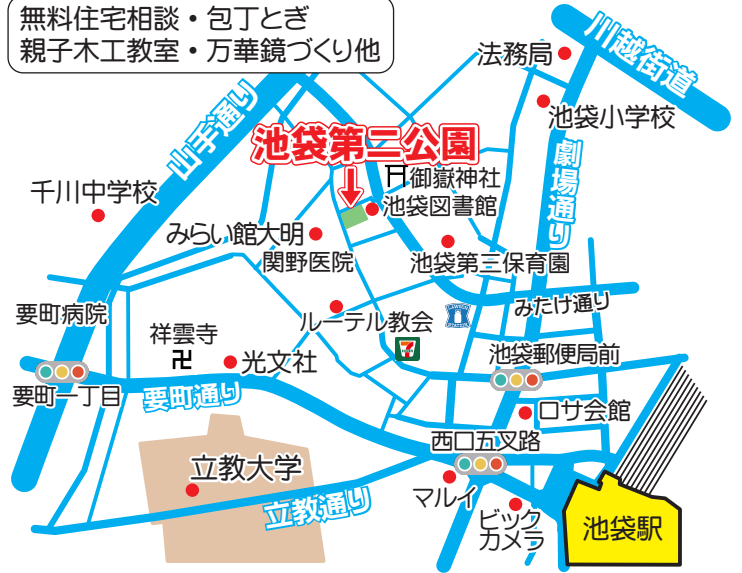 無料住宅相談・包丁とぎ
親子木工教室・万華鏡づくり他
川越街道
法務局
池袋小学校
山手通り
池袋第二公園
劇場通り
御嶽神社
千川中学校
池袋図書館
みらい館大明
関野医院
池袋第三保育園
みたけ通り
要町病院
祥雲寺
卍
ルーテル教会
7
池袋郵便局前
光文社
要町一丁目
要町通り
ロサ会館
西口五叉路
立教大学
マルイ
立教通り
ビック
カメラ
池袋駅